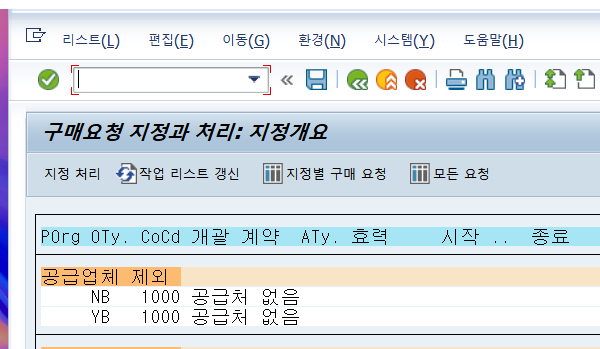 리스트(L) 편집(E) 이동(G) 환경(N) 시스템(Y) 도움말(H)
구매요청 지정과 처리: 지정개요
지정 처리 작업 리스트 갱신 지정별 구매 요청 모든 요청
POrg OTy. CoCd 개괄 계약 ATy. 효력 시작 .. 종료
공급업체 제외
NB 1000 공급처 없음
YB 1000 공급처 없음